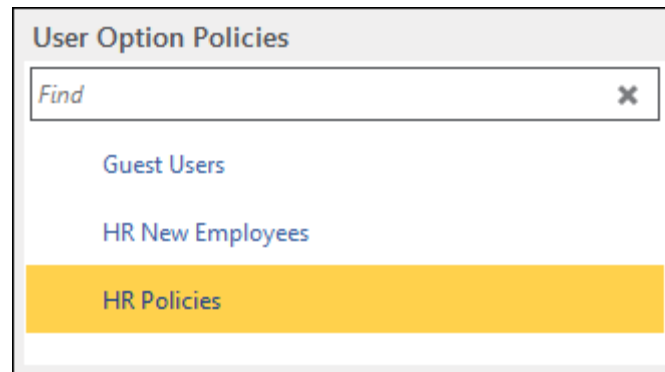 User Option Policies
Find
Guest Users
HR New Employees
HR Policies